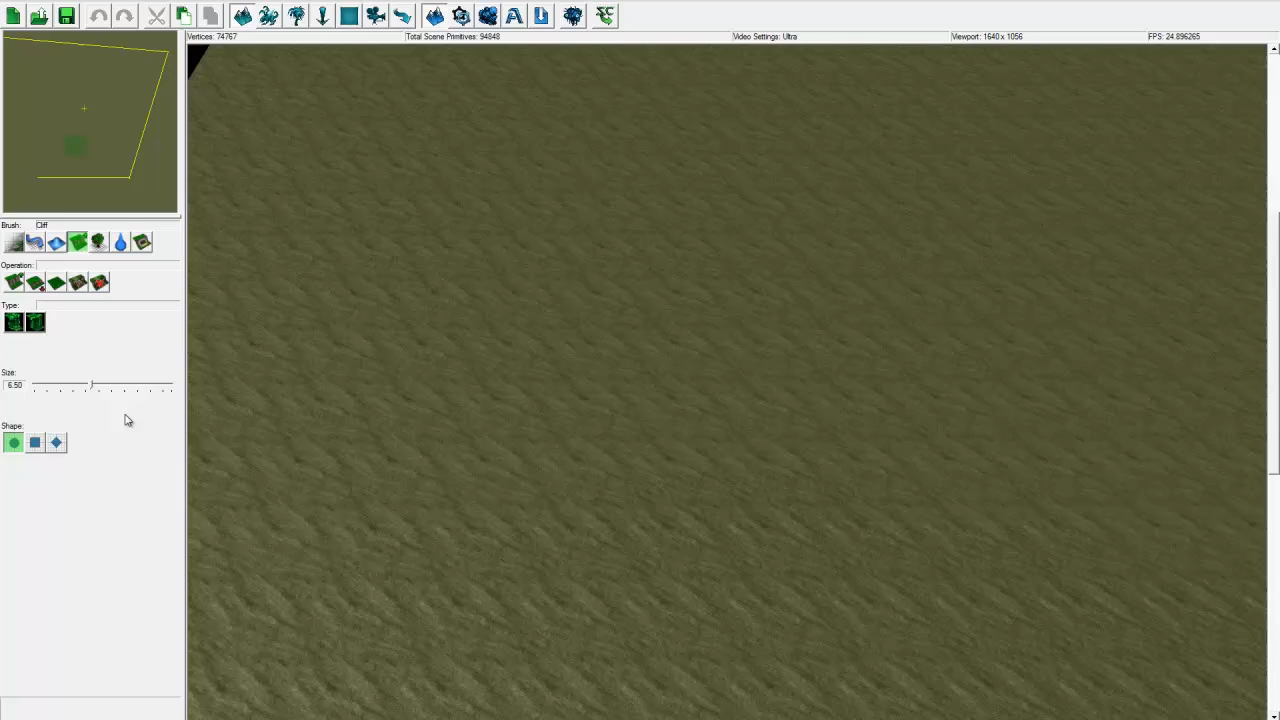 Vertices: 74767 Total Scene Primitives: 94848 Video Settings: Ultra Viewport: 1640 x 1056 FPS: 24.896265
Brush: Cliff
Operation:
Type:
Size:
6.50
Shape: